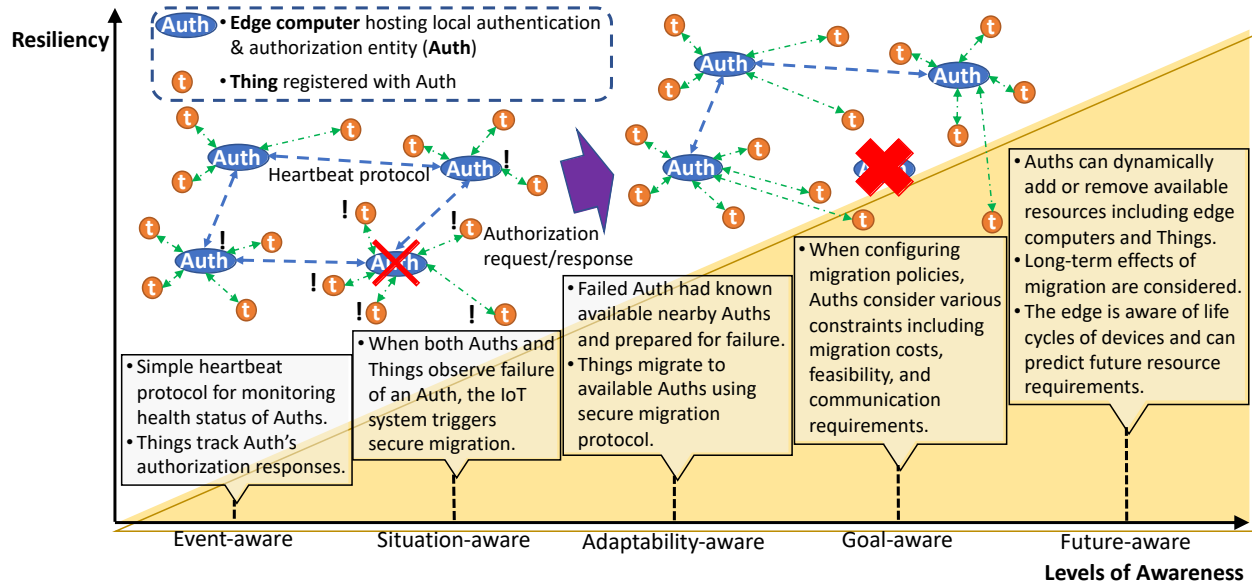 Resiliency
Auth
• Edge computer hosting local authentication
& authorization entity (Auth)
t
• Thing registered with Auth
t
t
t
Auth
t
Heartbeat protocol
t
t
Auth
!
t
t
t
!
Auth
t
t
t
! t
! t
Auth
! t
! t
! t
Authorization
request/response
t
t
t
Auth
t
t
t
t
Auth
t
t
t
t
t
Auth
t
t
t
t
t
t
• Simple heartbeat
protocol for monitoring
health status of Auths.
• Things track Auth's
authorization responses.
• When both Auths and
Things observe failure
of an Auth, the IoT
system triggers
secure migration.
• Failed Auth had known
available nearby Auths
and prepared for failure.
• Things migrate to
available Auths using
secure migration
protocol.
• When configuring
migration policies,
Auths consider various
constraints including
migration costs,
feasibility, and
communication
requirements.
• Auths can dynamically
add or remove available
resources including edge
computers and Things.
• Long-term effects of
migration are considered.
• The edge is aware of life
cycles of devices and can
predict future resource
requirements.
Event-aware
Situation-aware
Adaptability-aware
Goal-aware
Future-aware
Levels of Awareness